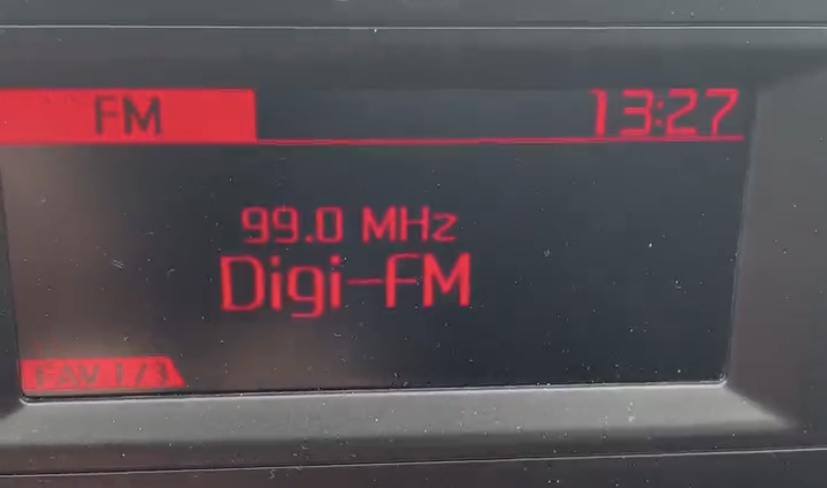 FM
13:27
99.0 MHz
Digi-FM
FAV 1/3